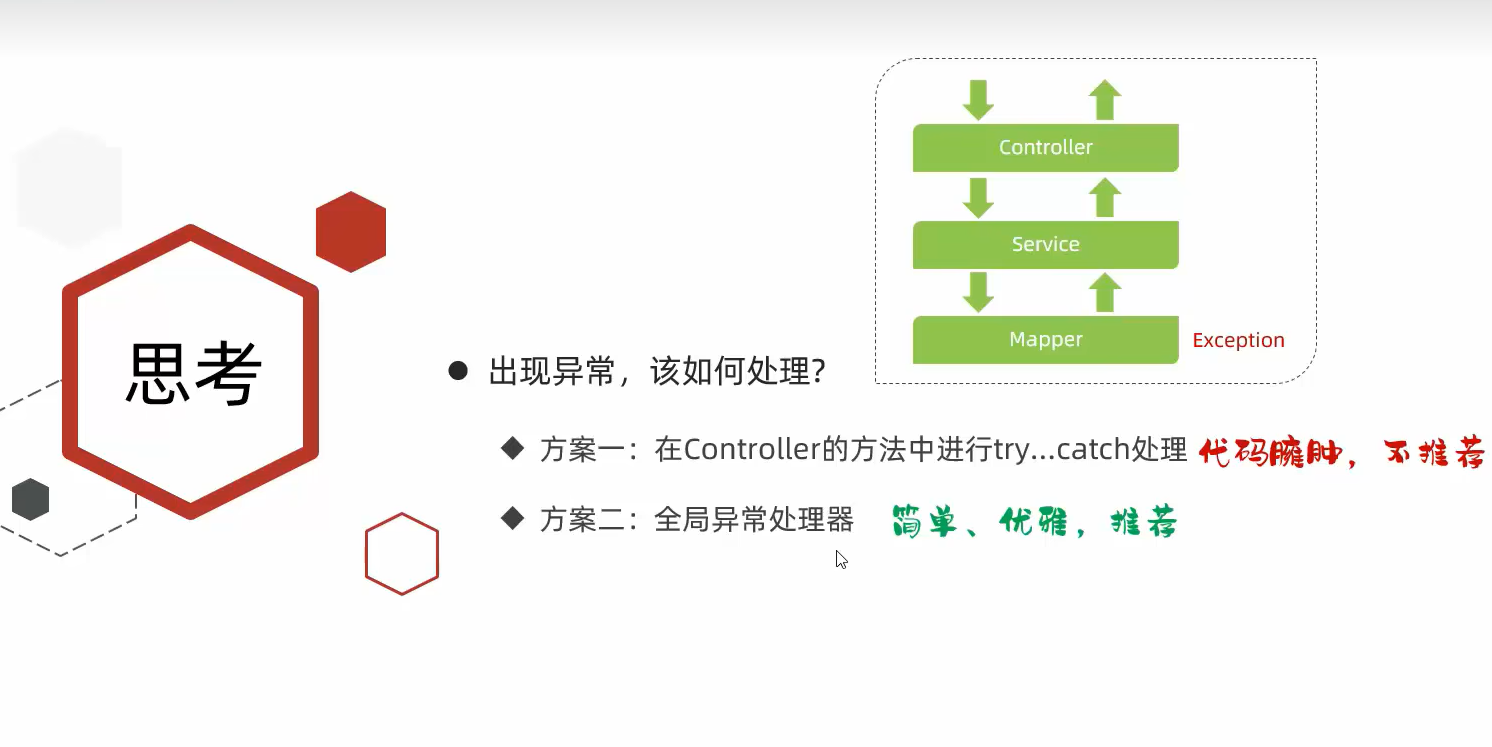 Controller
Service
Mapper
Exception
思考
出现异常，该如何处理?
方案一：在Controller的方法中进行try...catch处理 代码臃肿，不推荐
方案二：全局异常处理器 简单、优雅，推荐